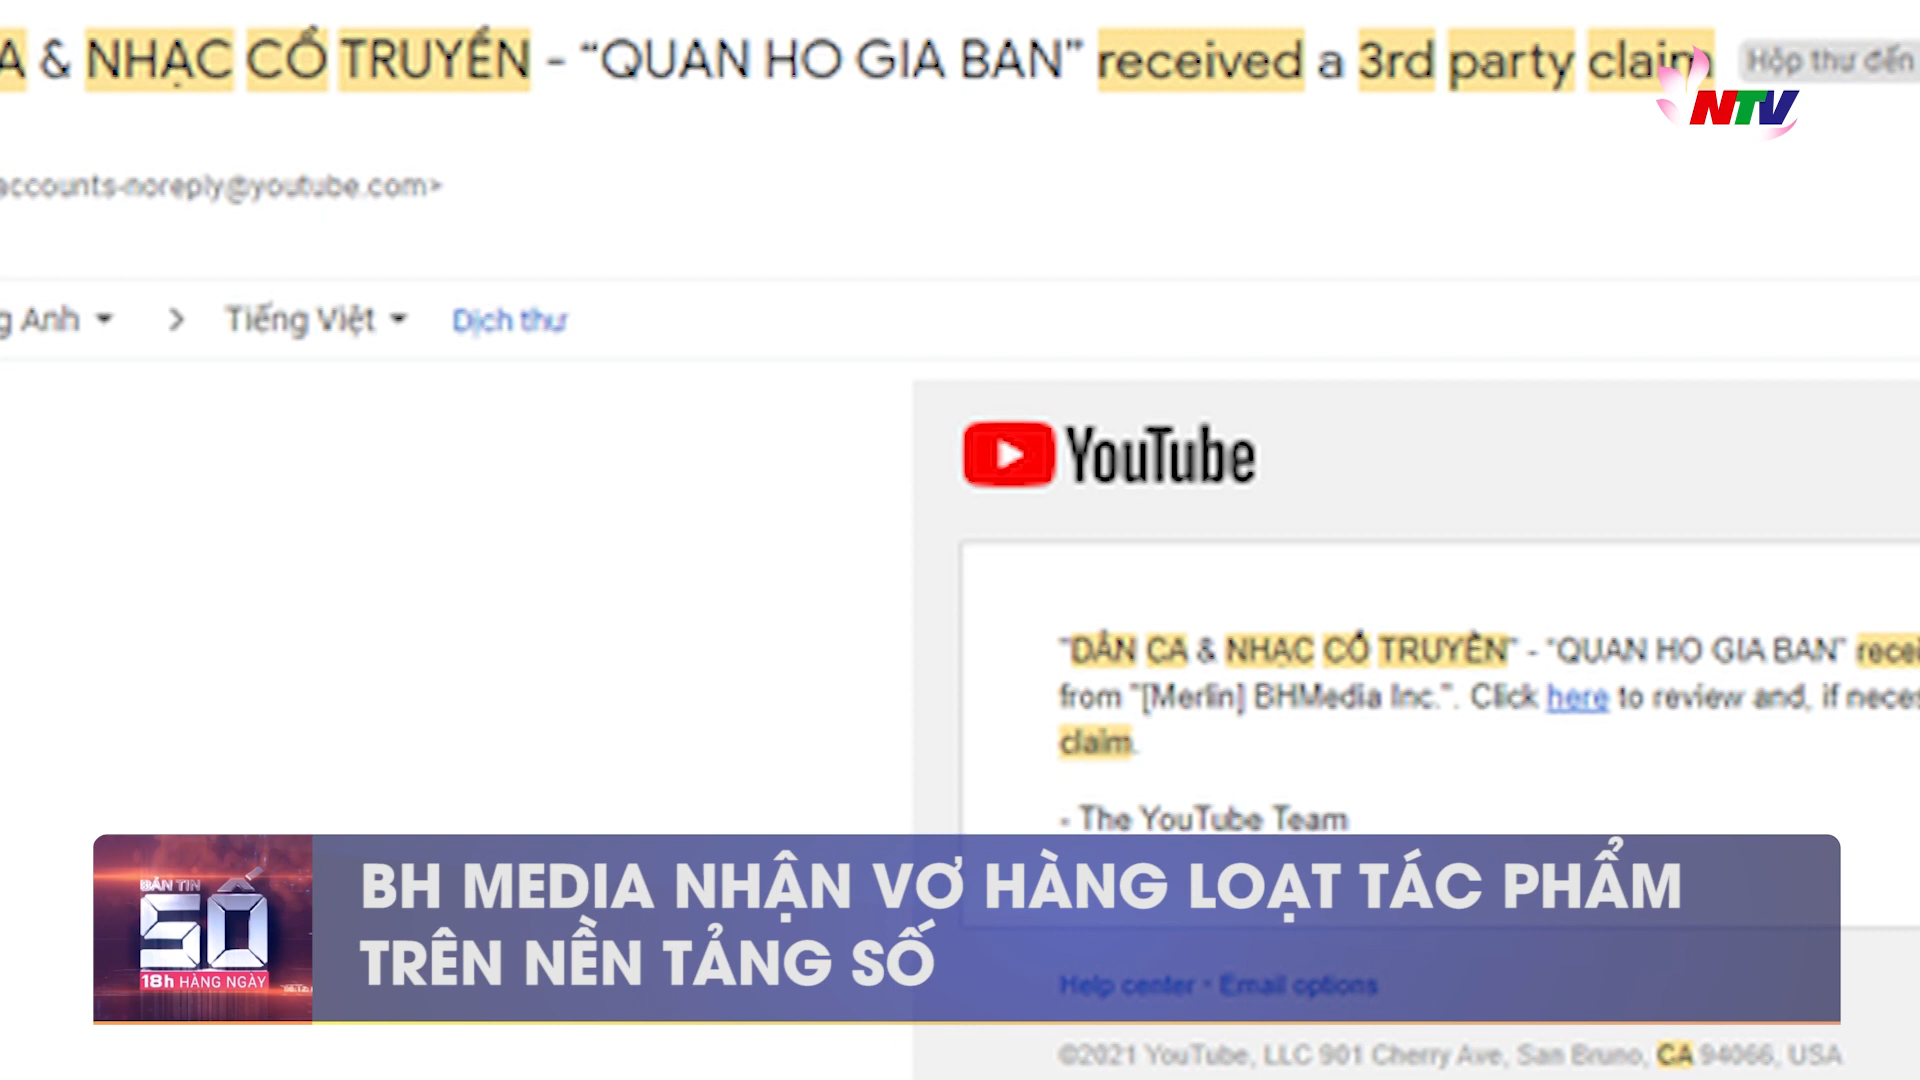 A & NHẠC CỔ TRUYỀN - “QUAN HO GIA BAN” received a 3rd party claim Hộp thư đến
NTV
accounts-noreply@youtube.com>
g Anh > Tiếng Việt Dịch thư
YouTube
"DÂN CA & NHẠC CỔ TRUYỀN" - "QUAN HO GIA BAN" recei
from "[Merlin] BHMedia Inc.". Click here to review and, if neces
claim.
- The YouTube Team
BẢN TIN
SỐ
18h HÀNG NGÀY
BH MEDIA NHẬN VƠ HÀNG LOẠT TÁC PHẨM
TRÊN NỀN TẢNG SỐ
Help center • Email options
©2021 YouTube, LLC 901 Cherry Ave, San Bruno, CA 94066, USA